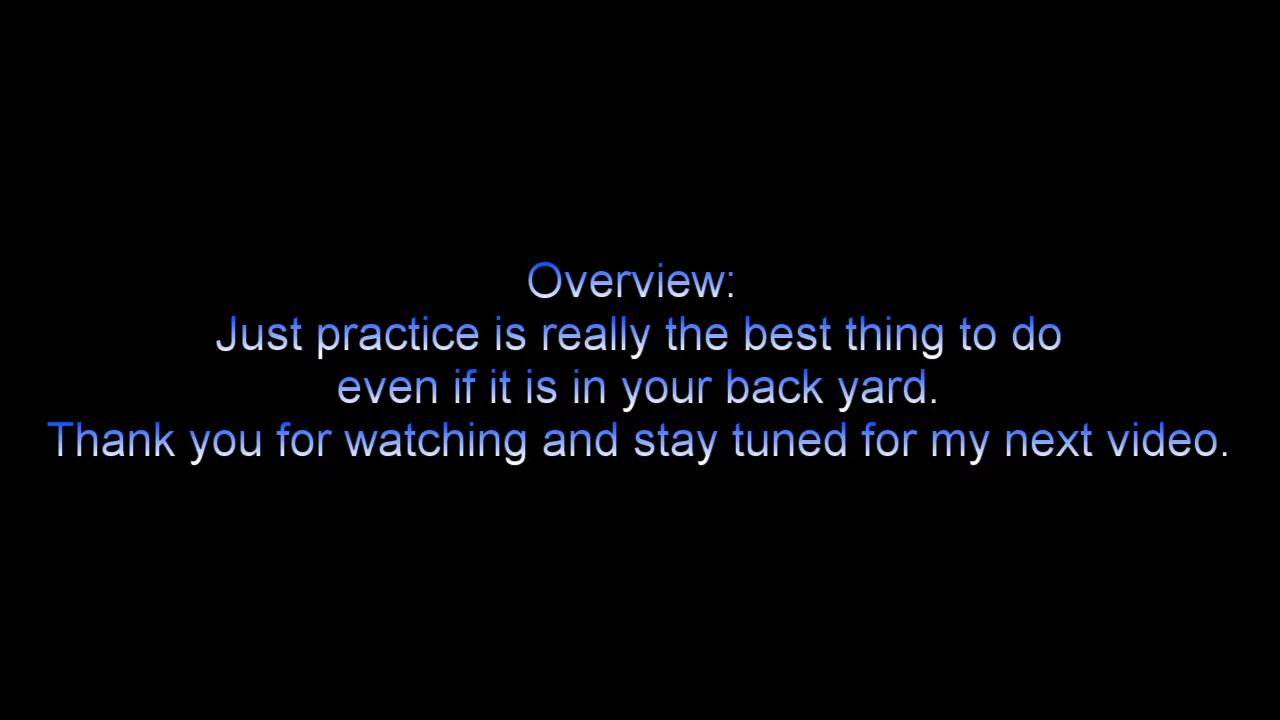 Overview:
Just practice is really the best thing to do
even if it is in your back yard.
Thank you for watching and stay tuned for my next video.